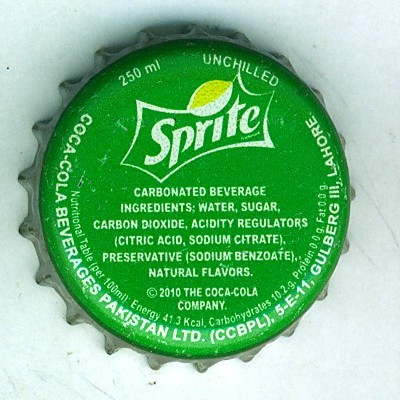 250 ml UNCHILLED
Sprite
CARBONATED BEVERAGE
INGREDIENTS: WATER, SUGAR,
CARBON DIOXIDE, ACIDITY REGULATORS
(CITRIC ACID, SODIUM CITRATE),
PRESERVATIVE (SODIUM BENZOATE),
NATURAL FLAVORS.
© 2010 THE COCA-COLA
COMPANY.
Nutritional Table (per 100ml): Energy 41.3 Kcal, Carbohydrates 10.2 g, Protein 0.0 g, Fat 0.0 g.
COCA-COLA BEVERAGES PAKISTAN LTD. (CCBPL), 5-E-11, GULBERG III, LAHORE